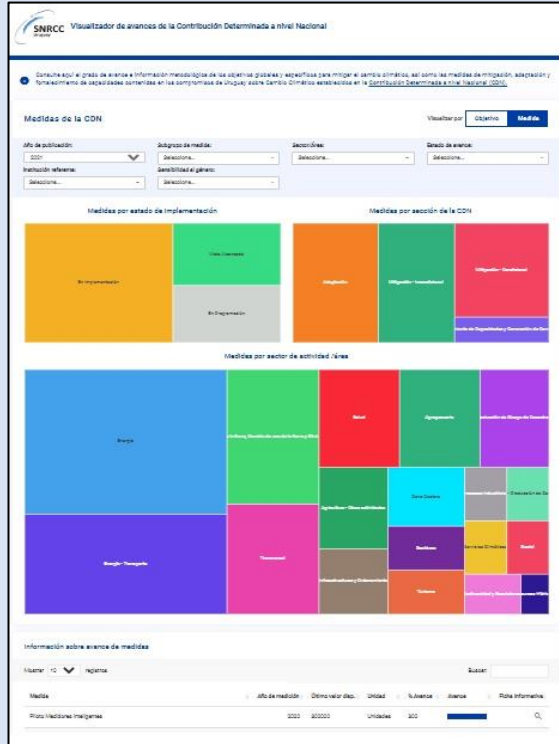 SNRCC
Uruguay
Visualizador de avances de la Contribución Determinada a nivel Nacional
Consulte aquí el grado de avance e información metodológica de los objetivos globales y específicos para mitigar el cambio climático, así como las medidas de mitigación, adaptación y
fortalecimiento de capacidades contenidas en los compromisos de Uruguay sobre Cambio Climático establecidos en la Contribución Determinada a nivel Nacional (CDN).
Medidas de la CDN
Visualizar por
Objetivo
Medida
Año de publicación:
Subgrupo de medida:
Sector/Área:
Estado de avance:
Seleccione...
Seleccione...
Seleccione...
Institución referente:
Sensibilidad al género:
Seleccione...
Seleccione...
Medidas por estado de implementación
Medidas por sección de la CDN
En Implementación
En Programación
Adaptación
Mitigación - Incondicional
Mitigación - Condicional
Medidas por sector de actividad /área
Energía
Energía - Transporte
Transversal
Salud
Agropecuario
Zona Costera
Residuos
Turismo
Servicios Climáticos
Social
Información sobre avance de medidas
Mostrar 10 registros
Buscar:
Medida
Año de medición
Último valor disp.
Unidad
% Avance
Avance
Ficha informativa
Piloto Medidores Inteligentes
Unidades